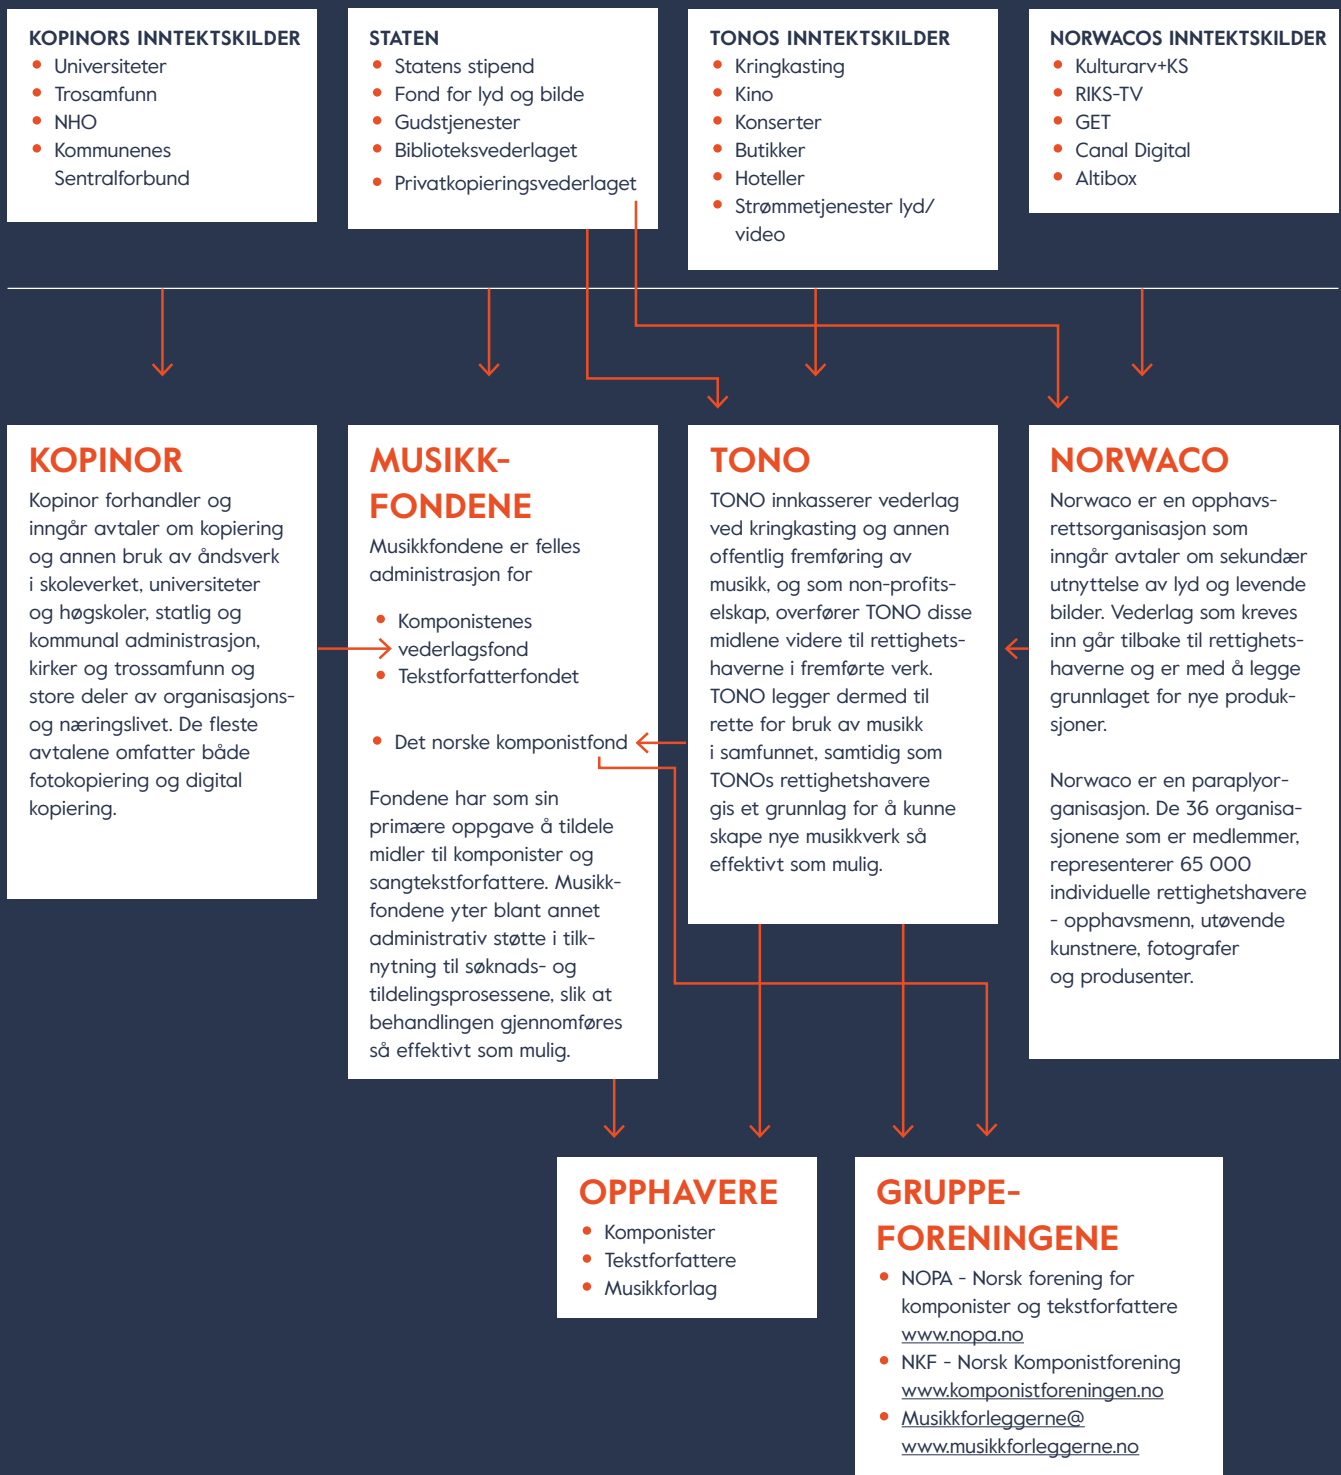 KOPINORS INNTEKTSKILDER
Universiteter
Trosamfunn
NHO
Kommunenes
Sentralforbund
STATEN
Statens stipend
Fond for lyd og bilde
Gudstjenester
Biblioteksvederlaget
Privatkopieringsvederlaget
TONOS INNTEKTSKILDER
Kringkasting
Kino
Konserter
Butikker
Hoteller
Strømmetjenester lyd/
video
NORWACOS INNTEKTSKILDER
Kulturarv+KS
RIKS-TV
GET
Canal Digital
Altibox
KOPINOR
Kopinor forhandler og
inngår avtaler om kopiering
og annen bruk av åndsverk
i skoleverket, universiteter
og høgskoler, statlig og
kommunal administrasjon,
kirker og trossamfunn og
store deler av organisasjons-
og næringslivet. De fleste
avtalene omfatter både
fotokopiering og digital
kopiering.
MUSIKK-
FONDENE
Musikkfondene er felles
administrasjon for
Komponistenes
vederlagsfond
Tekstforfatterfondet
Det norske komponistfond
Fondene har som sin
primære oppgave å tildele
midler til komponister og
sangtekstforfattere. Musikk-
fondene yter blant annet
administrativ støtte i tilk-
nytning til søknads- og
tildelingsprosessene, slik at
behandlingen gjennomføres
så effektivt som mulig.
TONO
TONO innkasserer vederlag
ved kringkasting og annen
offentlig fremføring av
musikk, og som non-profits-
elskap, overfører TONO disse
midlene videre til rettighets-
haverne i fremførte verk.
TONO legger dermed til
rette for bruk av musikk
i samfunnet, samtidig som
TONOs rettighetshavere
gis et grunnlag for å kunne
skape nye musikkverk så
effektivt som mulig.
NORWACO
Norwaco er en opphavs-
rettsorganisasjon som
inngår avtaler om sekundær
utnyttelse av lyd og levende
bilder. Vederlag som kreves
inn går tilbake til rettighets-
haverne og er med å legge
grunnlaget for nye produk-
sjoner.
Norwaco er en paraplyor-
ganisasjon. De 36 organisa-
sjonene som er medlemmer,
representerer 65 000
individuelle rettighetshavere
- opphavsmenn, utøvende
kunstnere, fotografer
og produsenter.
OPPHAVERE
Komponister
Tekstforfattere
Musikkforlag
GRUPPE-
FORENINGENE
NOPA - Norsk forening for
komponister og tekstforfattere
www.nopa.no
NKF - Norsk Komponistforening
www.komponistforeningen.no
Musikkforleggerne@
www.musikkforleggerne.no